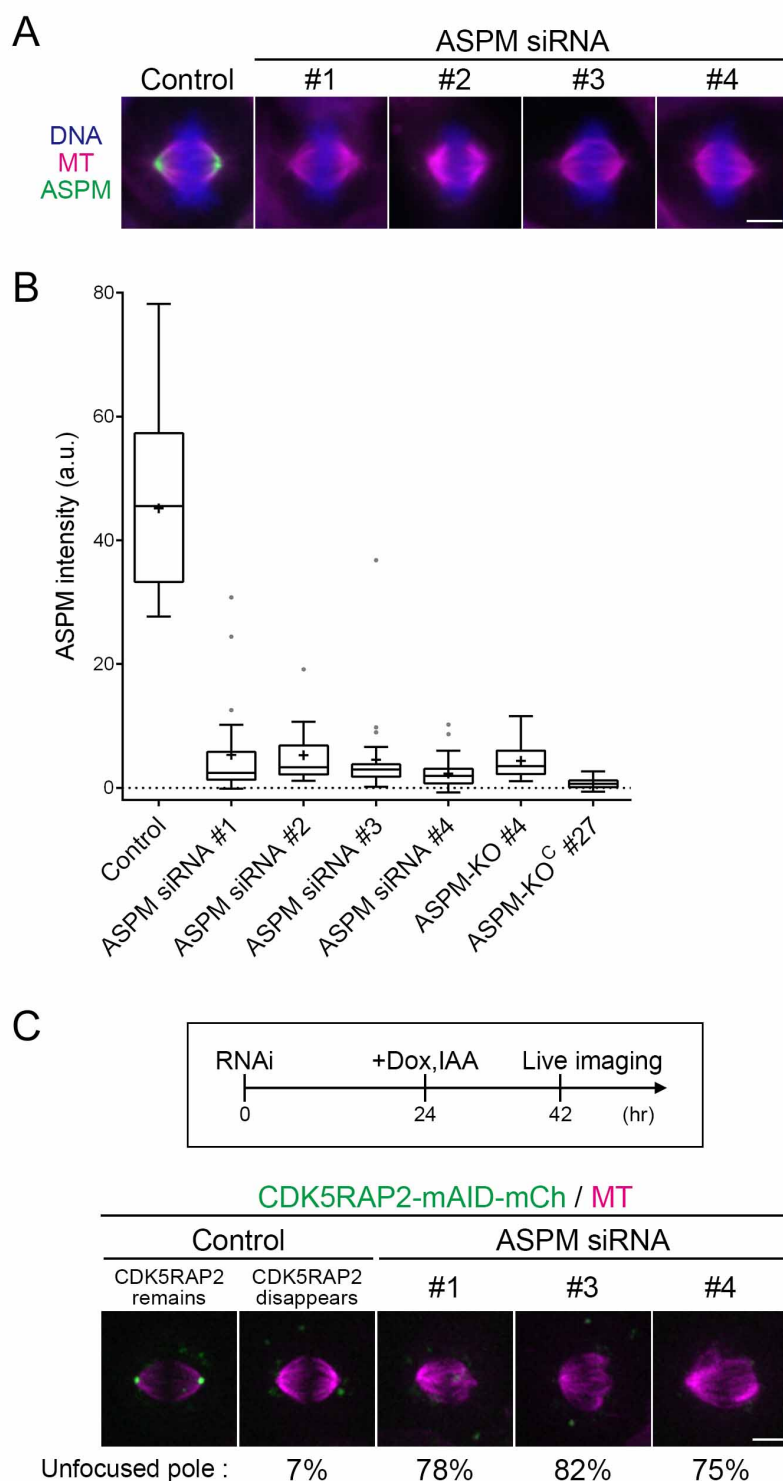 A
ASPM siRNA
Control #1 #2 #3 #4
DNA
MT
ASPM
B
80
60
40
20
0
ASPM intensity (a.u.)
Control
ASPM siRNA #1
ASPM siRNA #2
ASPM siRNA #3
ASPM siRNA #4
ASPM-KO #4
ASPM-KO^C #27
C
RNAi +Dox,IAA Live imaging
0 24 42 (hr)
CDK5RAP2-mAID-mCh / MT
Control ASPM siRNA
CDK5RAP2 remains CDK5RAP2 disappears #1 #3 #4
Unfocused pole : 7% 78% 82% 75%